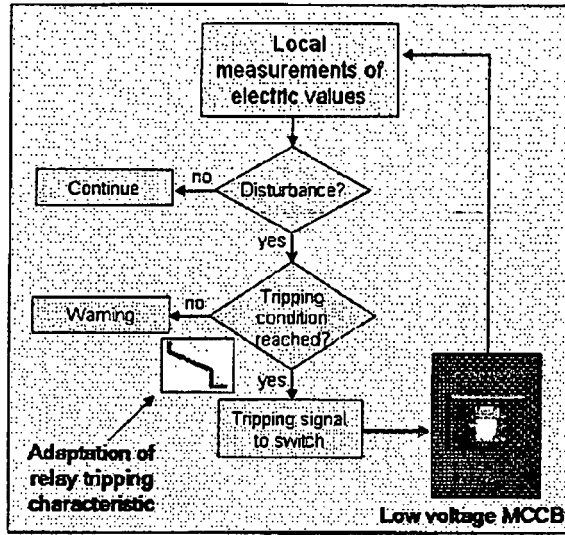 Local
measurements of
electric values
Continue
no
Disturbance?
yes
Warning
no
Tripping
condition
reached?
yes
Tripping signal
to switch
Adaptation of
relay tripping
characteristic
Low voltage MCCB